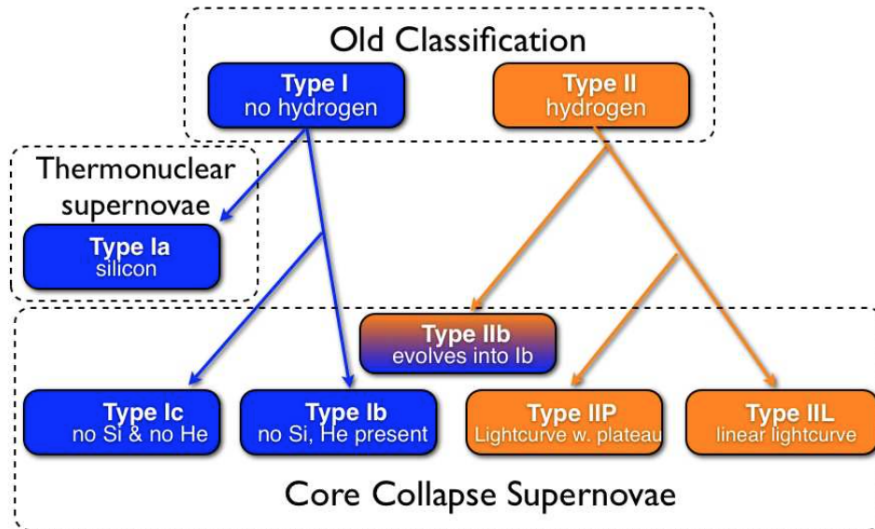 Old Classification
Type I
no hydrogen
Type II
hydrogen
Thermonuclear
supernovae
Type Ia
silicon
Type IIb
evolves into Ib
Type Ic
no Si & no He
Type Ib
no Si, He present
Type IIP
Lightcurve w. plateau
Type IIL
linear lightcurve
Core Collapse Supernovae